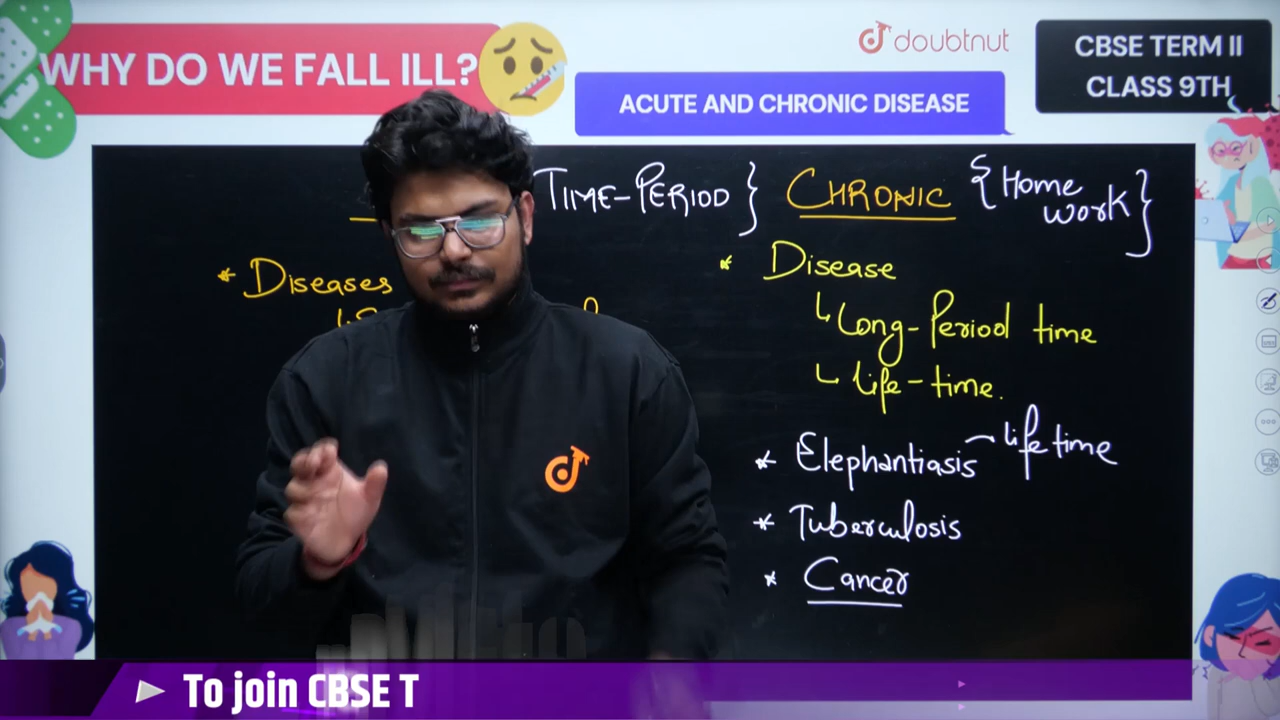 WHY DO WE FALL ILL?
doubtnut
CBSE TERM II
CLASS 9TH
ACUTE AND CHRONIC DISEASE
TIME-PERIOD } CHRONIC { Home work }
* Diseases
* Disease
↳ Long-Period time
↳ life-time.
* Elephantiasis – life time
* Tuberculosis
* Cancer
To join CBSE T